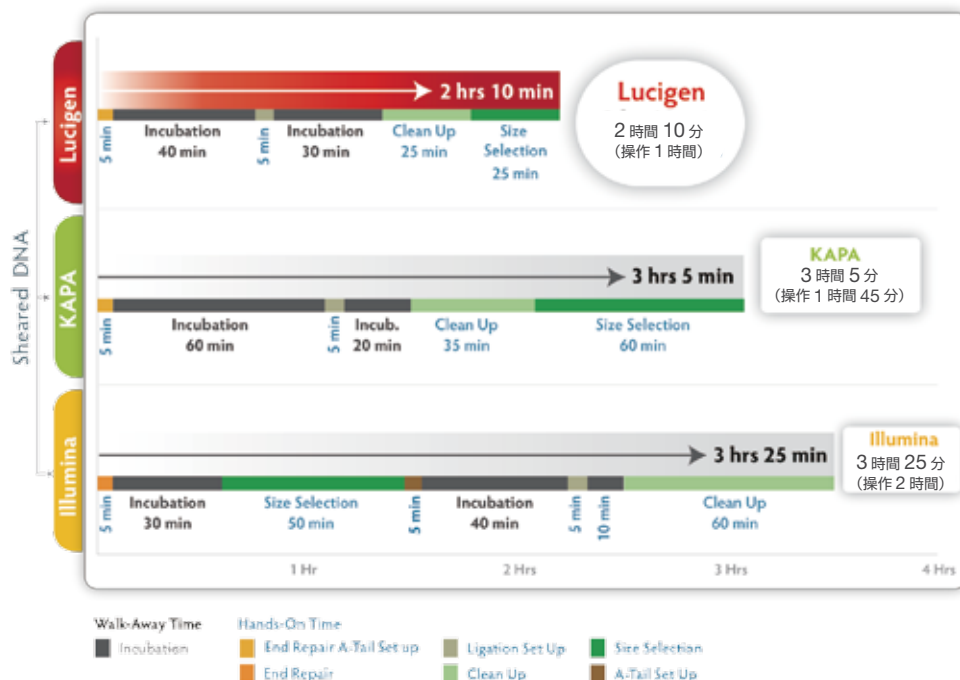 Sheared DNA
Lucigen
2 hrs 10 min
5 min
Incubation
40 min
5 min
Incubation
30 min
Clean Up
25 min
Size
Selection
25 min
Lucigen
2 時間 10 分
(操作 1 時間)
KAPA
3 hrs 5 min
5 min
Incubation
60 min
5 min
Incub.
20 min
Clean Up
35 min
Size Selection
60 min
KAPA
3 時間 5 分
(操作 1 時間 45 分)
Illumina
3 hrs 25 min
5 min
Incubation
30 min
Size Selection
50 min
5 min
Incubation
40 min
5 min
10 min
Clean Up
60 min
Illumina
3 時間 25 分
(操作 2 時間)
1 Hr
2 Hrs
3 Hrs
4 Hrs
Walk-Away Time
Incubation
Hands-On Time
End Repair A-Tail Set up
Ligation Set Up
Size Selection
End Repair
Clean Up
A-Tail Set Up